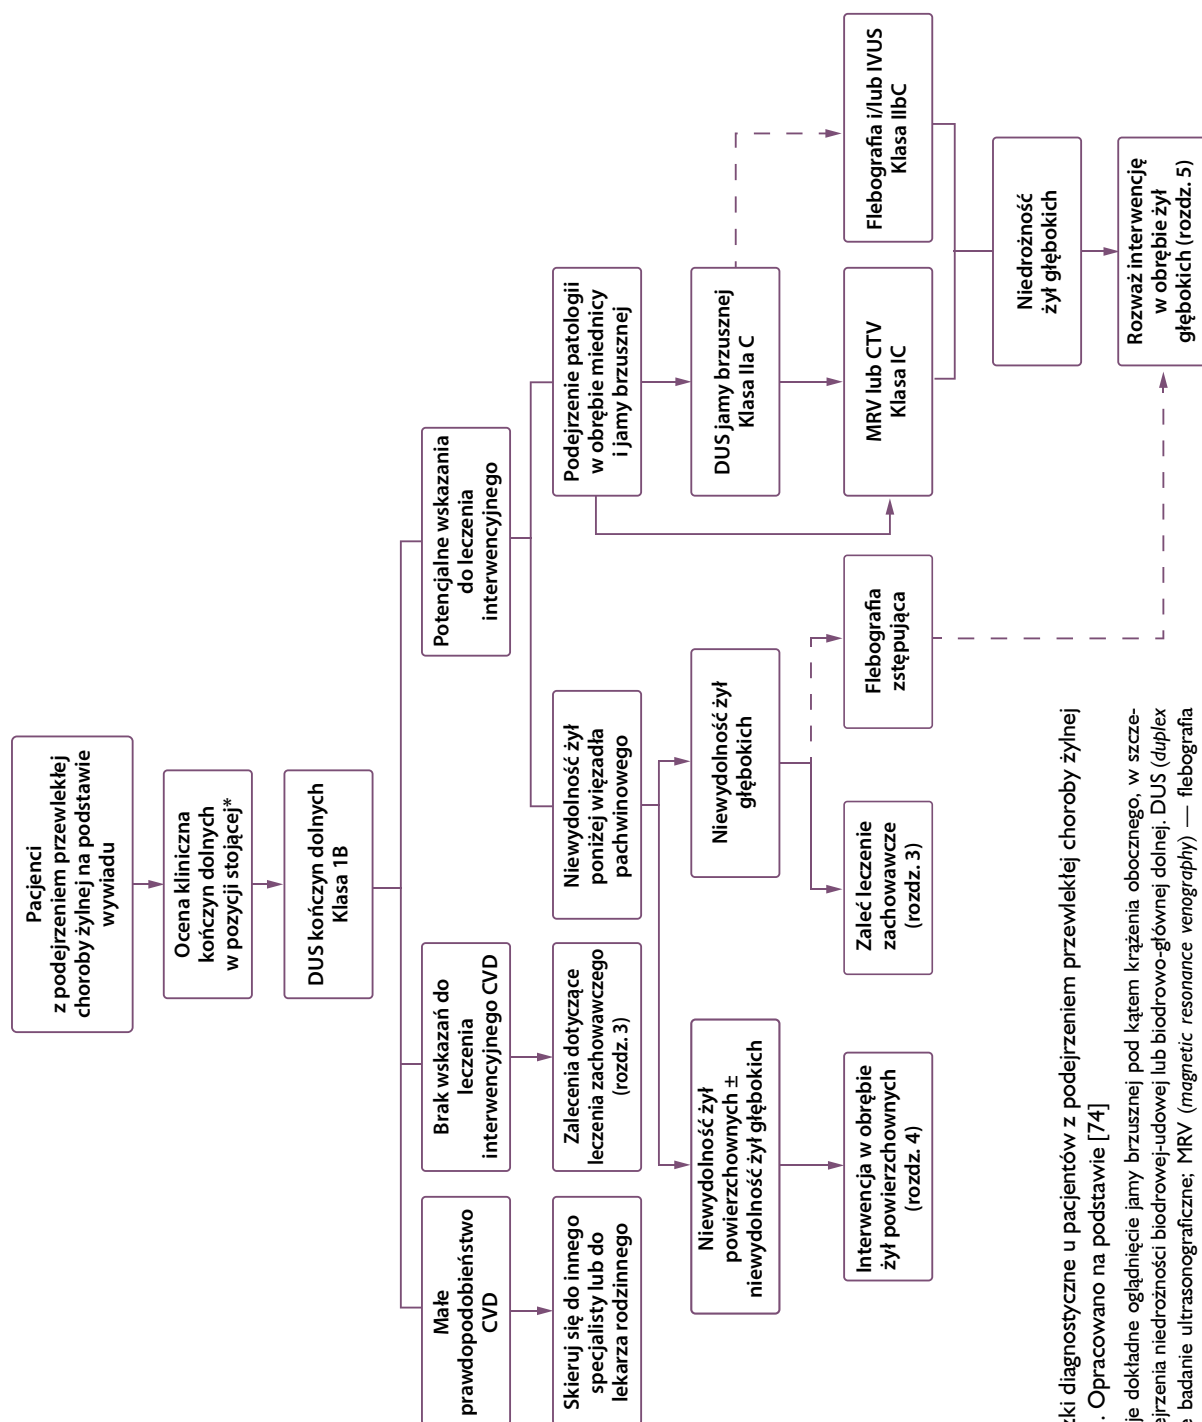 Pacjenci
z podejrzeniem przewlekłej
choroby żylnej na podstawie
wywiadu
Ocena kliniczna
kończyn dolnych
w pozycji stojącej*
DUS kończyn dolnych
Klasa 1B
Małe
prawdopodobieństwo
CVD
Brak wskazań do
leczenia
interwencyjnego CVD
Potencjalne wskazania
do leczenia
interwencyjnego
Skieruj się do innego
specjalisty lub do
lekarza rodzinnego
Zalecenia dotyczące
leczenia zachowawczego
(rozdz. 3)
Niewydolność żył
poniżej więzadła
pachwinowego
Podejrzenie patologii
w obrębie miednicy
i jamy brzusznej
Niewydolność żył
powierzchownych ±
niewydolność żył głębokich
Niewydolność żył
głębokich
DUS jamy brzusznej
Klasa IIa C
Interwencja w obrębie
żył powierzchownych
(rozdz. 4)
Zaleć leczenie
zachowawcze
(rozdz. 3)
Flebografia
zstępująca
MRV lub CTV
Klasa IC
Flebografia i/lub IVUS
Klasa IIbC
Niedrożność
żył głębokich
Rozważ interwencję
w obrębie żył
głębokich (rozdz. 5)
diagnostyczne u pacjentów z podejrzeniem przewlekłej choroby żylnej
. Opracowano na podstawie [74]
dokładne oglądnięcie jamy brzusznej pod kątem krążenia obocznego, w szcze-
niedrożności biodrowej-udowej lub biodrowo-głównej dolnej. DUS (duplex
badanie ultrasonograficzne; MRV (magnetic resonance venography) — flebografia